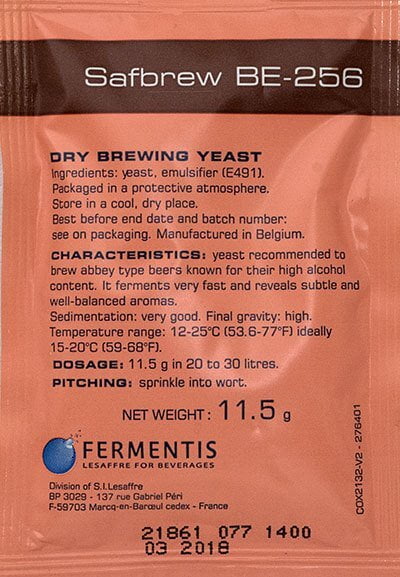 Safbrew BE-256
DRY BREWING YEAST
Ingredients: yeast, emulsifier (E491).
Packaged in a protective atmosphere.
Store in a cool, dry place.
Best before end date and batch number:
see on packaging. Manufactured in Belgium.
CHARACTERISTICS: yeast recommended to
brew abbey type beers known for their high alcohol
content. It ferments very fast and reveals subtle and
well-balanced aromas.
Sedimentation: very good. Final gravity: high.
Temperature range: 12-25°C (53.6-77°F) ideally
15-20°C (59-68°F).
DOSAGE: 11.5 g in 20 to 30 litres.
PITCHING: sprinkle into wort.
NET WEIGHT: 11.5 g
FERMENTIS
LESAFFRE FOR BEVERAGES
Division of S.I.Lesaffre
BP 3029 - 137 rue Gabriel Péri
F-59703 Marcq-en-Barœul cedex - France
COX2132-V2 - 276401
21861 077 1400
03 2018